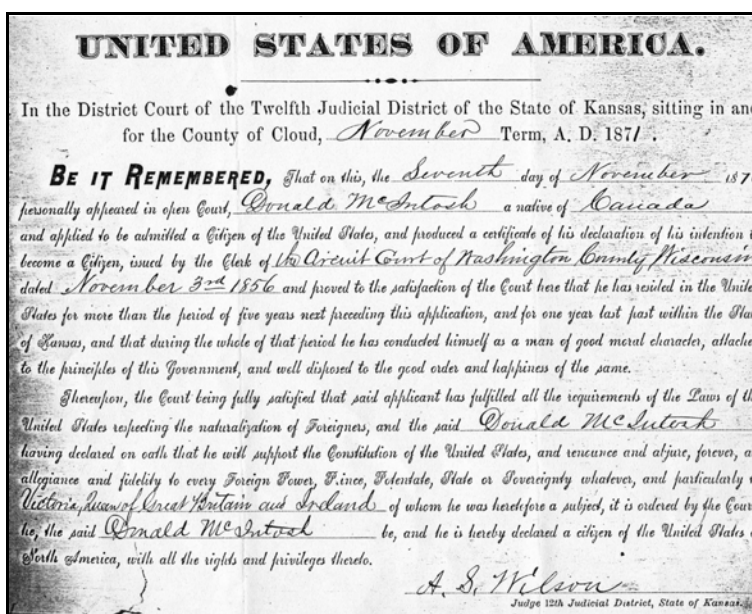 UNITED STATES OF AMERICA.
In the District Court of the Twelfth Judicial District of the State of Kansas, sitting in and
for the County of Cloud, November Term, A. D. 1871.
BE IT REMEMBERED, That on this, the Seventh day of November 187
personally appeared in open Court, Donald McIntosh a native of Canada
and applied to be admitted a Citizen of the United States, and produced a certificate of his declaration of his intention
become a Citizen, issued by the Clerk of the Circuit Court of Washington County Wisconsin
dated November 3rd 1856 and proved to the satisfaction of the Court here that he has resided in the Unite
States for more than the period of five years next preceding this application, and for one year last past within the Stat
of Kansas, and that during the whole of that period he has conducted himself as a man of good moral character, attache
to the principles of this Government, and well disposed to the good order and happiness of the same.
Thereupon, the Court being fully satisfied that said applicant has fulfilled all the requirements of the Laws of th
United States respecting the naturalization of Foreigners, and the said Donald McIntosh
having declared on oath that he will support the Constitution of the United States, and renounce and abjure, forever, a
allegiance and fidelity to every Foreign Power, Prince, Potentate, State or Sovereignty whatever, and particularly
Victoria, Queen of Great Britain and Ireland of whom he was heretofore a subject, it is ordered by the Cour
he, the said Donald McIntosh be, and he is hereby declared a citizen of the United States
North America, with all the rights and privileges thereto.
A. S. Wilson
Judge 12th Judicial District, State of Kansas